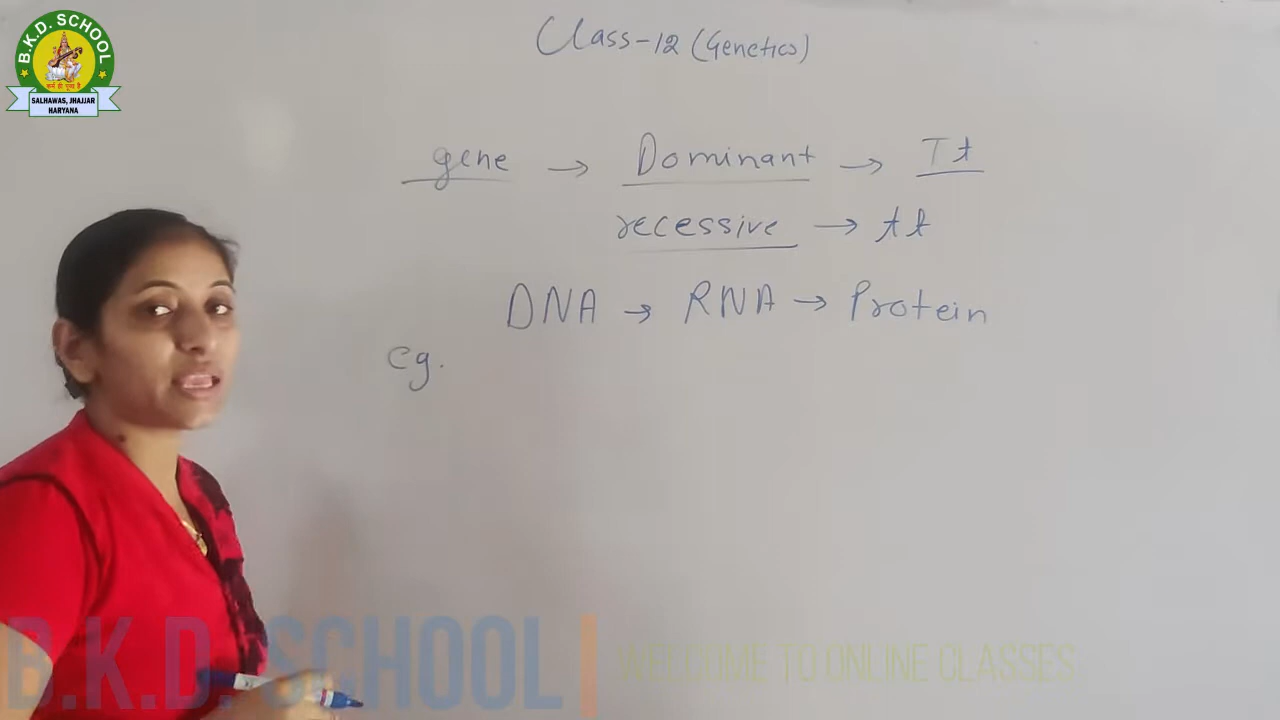 B.K.D. SCHOOL
कर्म ही पूजा है
SALHAWAS, JHAJJAR
HARYANA
Class-12 (Genetics)
gene → Dominant → Tt
recessive → tt
DNA → RNA → Protein
eg.
B.K.D. SCHOOL | WELCOME TO ONLINE CLASSES